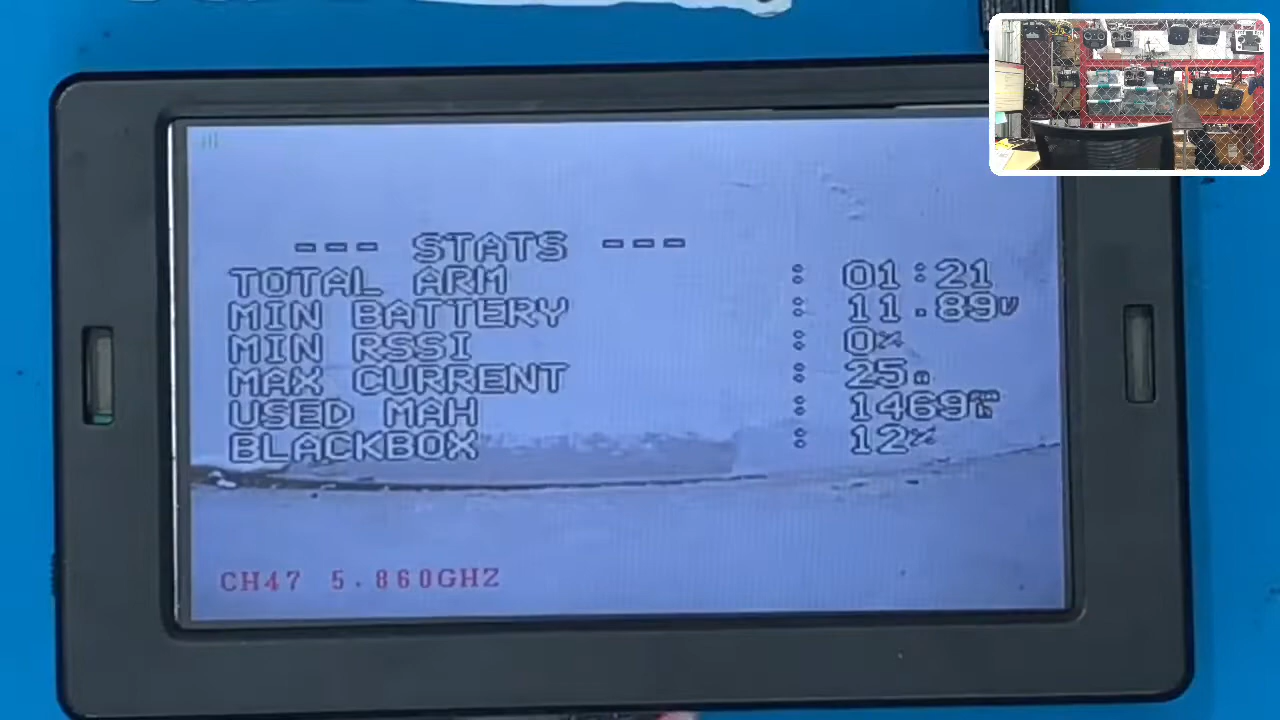 --- STATS ---
TOTAL ARM : 01:21
MIN BATTERY : 11.89V
MIN RSSI : 0%
MAX CURRENT : 25A
USED MAH : 1469mAh
BLACKBOX : 12%
CH47 5.860GHZ